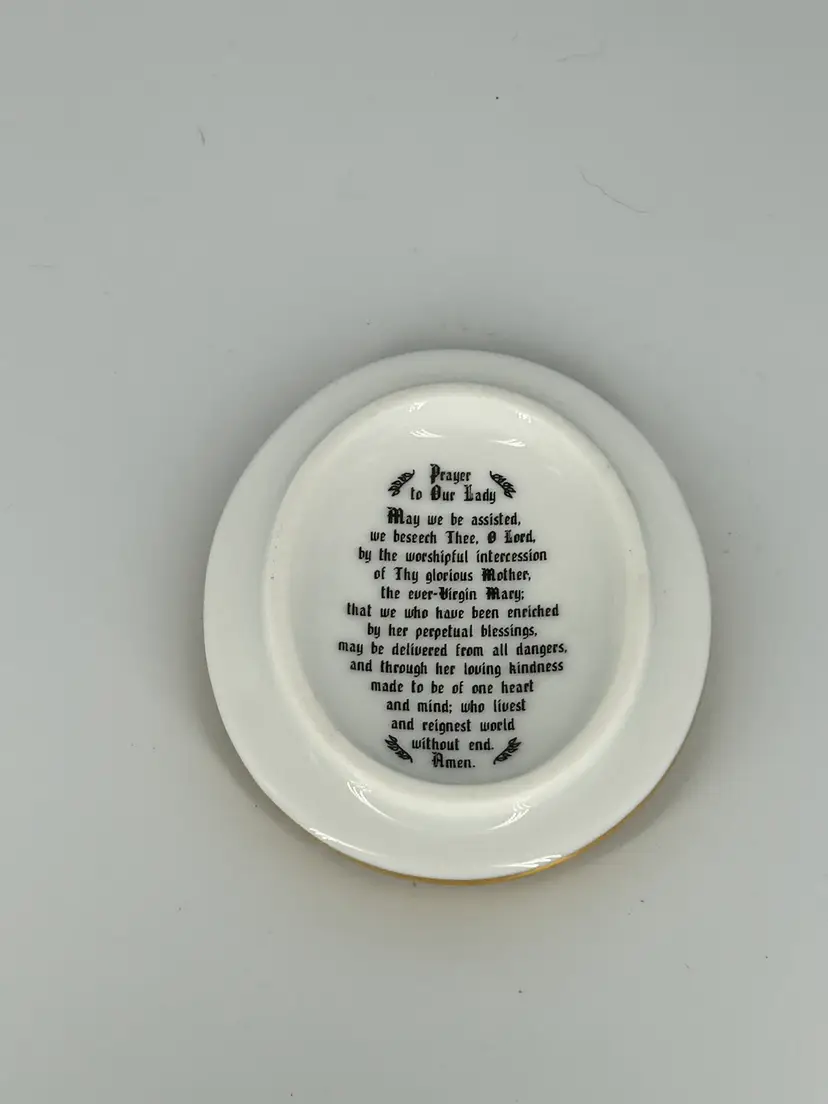 Prayer
to Our Lady
May we be assisted,
we beseech Thee, O Lord,
by the worshipful intercession
of Thy glorious Mother,
the ever-Virgin Mary;
that we who have been enriched
by her perpetual blessings,
may be delivered from all dangers,
and through her loving kindness
made to be of one heart
and mind; who livest
and reignest world
without end.
Amen.